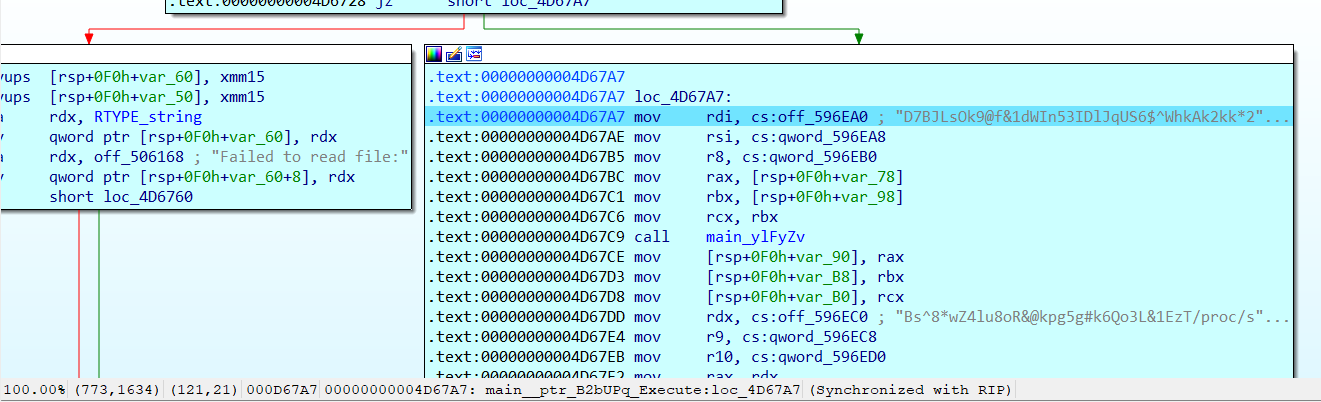 .text:00000000004D6728 jz short loc_4D67A7
vups [rsp+0F0h+var_60], xmm15
vups [rsp+0F0h+var_50], xmm15
a rdx, RTYPE_string
v qword ptr [rsp+0F0h+var_60], rdx
a rdx, off_506168 ; "Failed to read file:"
v qword ptr [rsp+0F0h+var_60+8], rdx
short loc_4D6760
.text:00000000004D67A7
.text:00000000004D67A7 loc_4D67A7:
.text:00000000004D67A7 mov rdi, cs:off_596EA0 ; "D7BJLsOk9@f&1dWIn53IDlJqUS6$^WhkAk2kk*2"...
.text:00000000004D67AE mov rsi, cs:qword_596EA8
.text:00000000004D67B5 mov r8, cs:qword_596EB0
.text:00000000004D67BC mov rax, [rsp+0F0h+var_78]
.text:00000000004D67C1 mov rbx, [rsp+0F0h+var_98]
.text:00000000004D67C6 mov rcx, rbx
.text:00000000004D67C9 call main_ylFyZv
.text:00000000004D67CE mov [rsp+0F0h+var_90], rax
.text:00000000004D67D3 mov [rsp+0F0h+var_B8], rbx
.text:00000000004D67D8 mov [rsp+0F0h+var_B0], rcx
.text:00000000004D67DD mov rdx, cs:off_596EC0 ; "Bs^8*wZ4lu8oR&@kpg5g#k6Qo3L&1EzT/proc/s"...
.text:00000000004D67E4 mov r9, cs:qword_596EC8
.text:00000000004D67EB mov r10, cs:qword_596ED0
.text:00000000004D67F2 mov rax, rdx
100.00% (773,1634) (121,21) 000D67A7 00000000004D67A7: main__ptr_B2bUPq_Execute:loc_4D67A7 (Synchronized with RIP)